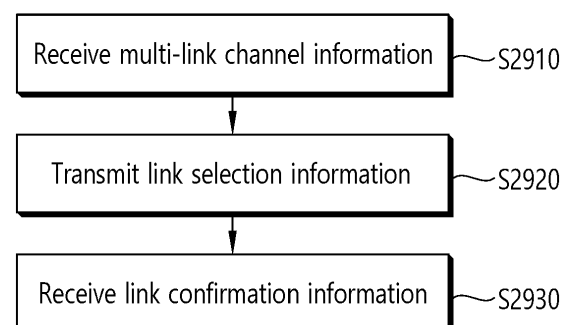 Receive multi-link channel information
S2910
Transmit link selection information
S2920
Receive link confirmation information
S2930